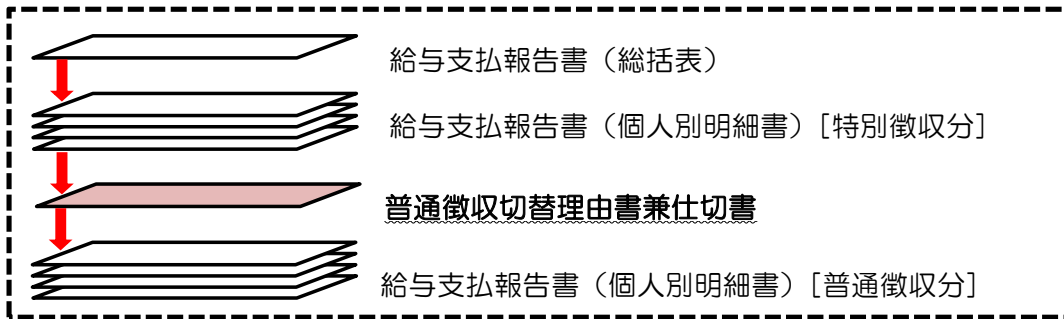 給与支払報告書（総括表）
給与支払報告書（個人別明細書）[特別徴収分]
普通徴収切替理由書兼仕切書
給与支払報告書（個人別明細書）[普通徴収分]